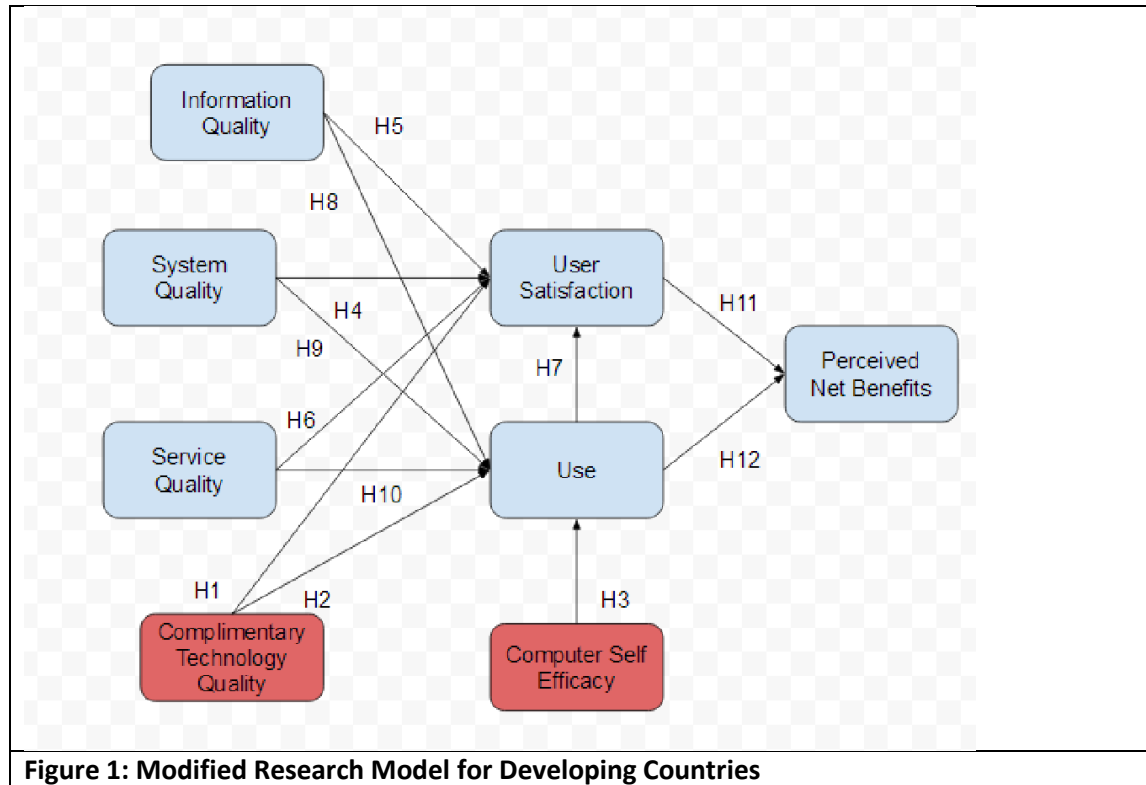 Information
Quality
H5
H8
System
Quality
User
Satisfaction
H4
H9
H11
H7
Perceived
Net Benefits
H6
Service
Quality
Use
H12
H10
H1
H2
H3
Complimentary
Technology
Quality
Computer Self
Efficacy
Figure 1: Modified Research Model for Developing Countries